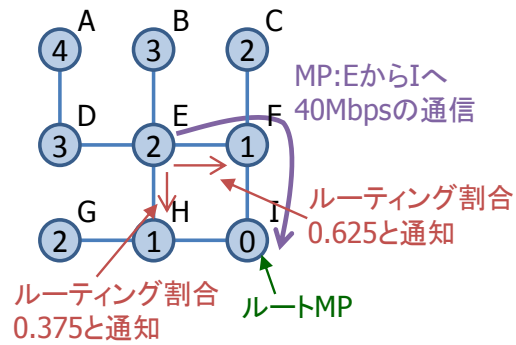 A
B
C
4
3
2
MP:EからIへ
40Mbpsの通信
D
E
F
3
2
1
ルーティング割合
0.625と通知
G
H
I
2
1
0
ルーティング割合
0.375と通知
ルートMP